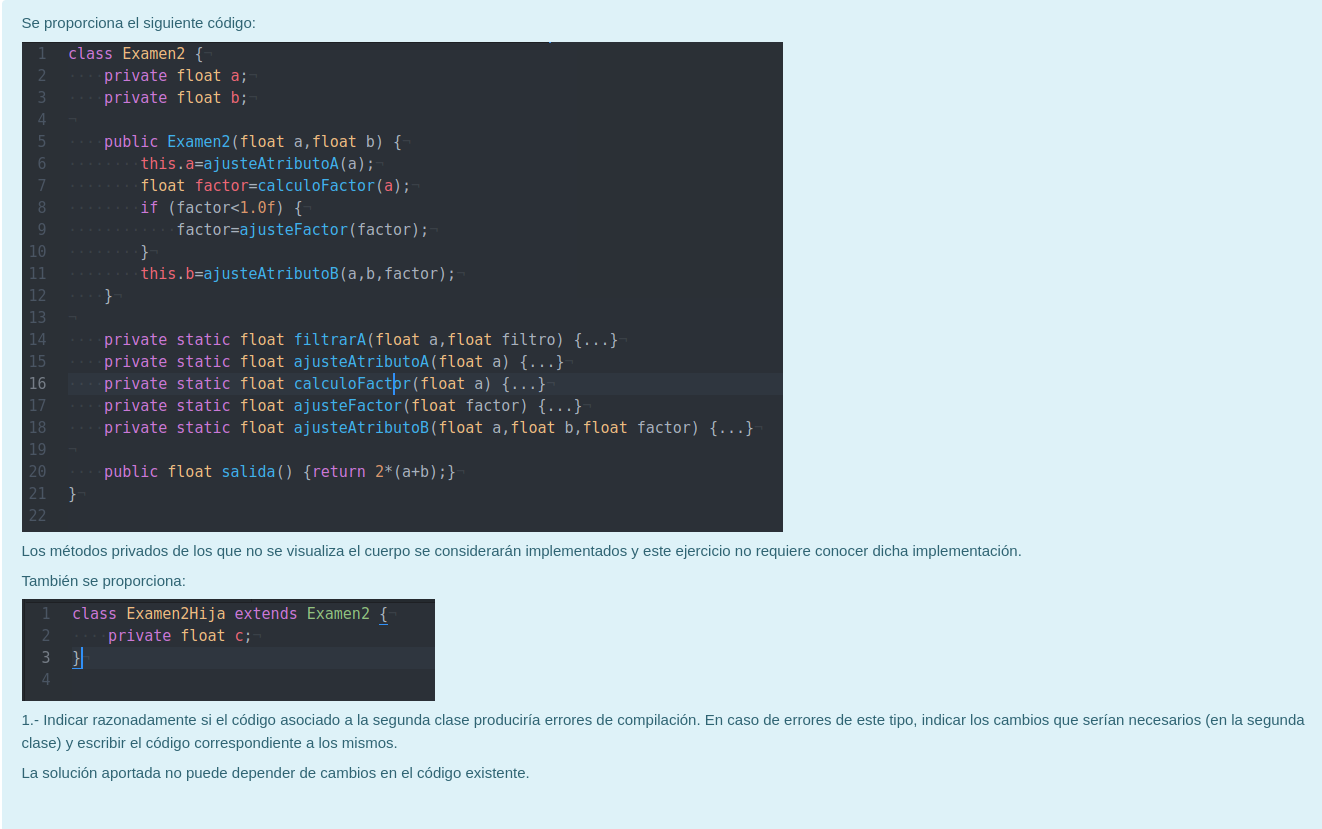 Se proporciona el siguiente código:
1 class Examen2 {¬
2 ····private float a;¬
3 ····private float b;¬
4 ¬
5 ····public Examen2(float a,float b) {¬
6 ········this.a=ajusteAtributoA(a);¬
7 ········float factor=calculoFactor(a);¬
8 ········if (factor<1.0f) {¬
9 ············factor=ajusteFactor(factor);¬
10 ········}¬
11 ········this.b=ajusteAtributoB(a,b,factor);¬
12 ····}¬
13 ¬
14 ····private static float filtrarA(float a,float filtro) {...}¬
15 ····private static float ajusteAtributoA(float a) {...}¬
16 ····private static float calculoFactor(float a) {...}¬
17 ····private static float ajusteFactor(float factor) {...}¬
18 ····private static float ajusteAtributoB(float a,float b,float factor) {...}¬
19 ¬
20 ····public float salida() {return 2*(a+b);}¬
21 }¬
22
Los métodos privados de los que no se visualiza el cuerpo se considerarán implementados y este ejercicio no requiere conocer dicha implementación.
También se proporciona:
1 class Examen2Hija extends Examen2 {¬
2 ····private float c;¬
3 }¬
4
1.- Indicar razonadamente si el código asociado a la segunda clase produciría errores de compilación. En caso de errores de este tipo, indicar los cambios que serían necesarios (en la segunda
clase) y escribir el código correspondiente a los mismos.
La solución aportada no puede depender de cambios en el código existente.